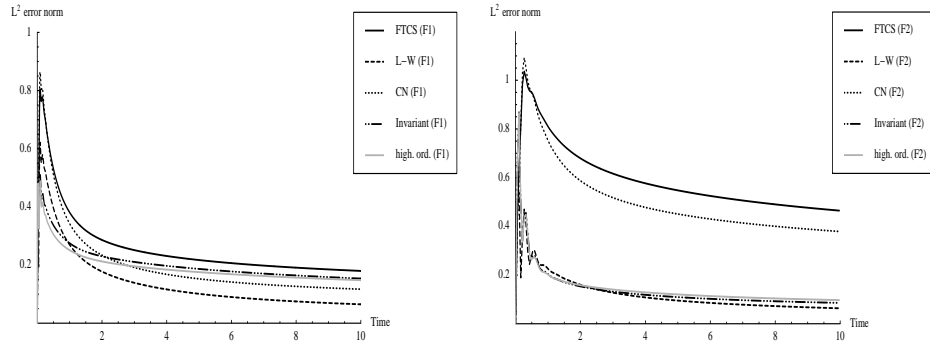 L² error norm
1
0.8
0.6
0.4
0.2
2
4
6
8
10
Time
FTCS (F1)
L-W (F1)
CN (F1)
Invariant (F1)
high. ord. (F1)
L² error norm
1
0.8
0.6
0.4
0.2
2
4
6
8
10
Time
FTCS (F2)
L-W (F2)
CN (F2)
Invariant (F2)
high. ord. (F2)